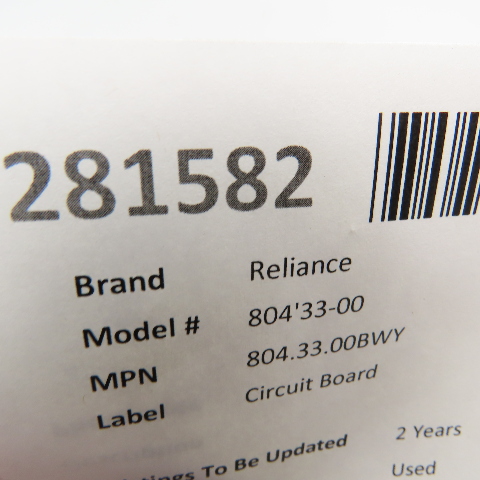 281582
Brand Reliance
Model # 804'33-00
MPN 804.33.00BWY
Label Circuit Board
To Be Updated 2 Years
Used